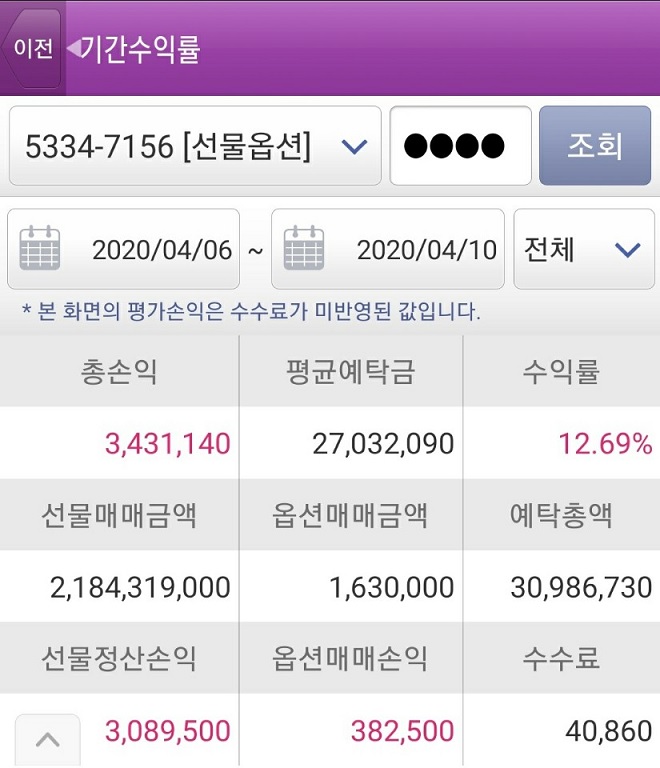 이전 기간수익률
5334-7156 [선물옵션] ●●●● 조회
2020/04/06 ~ 2020/04/10 전체
* 본 화면의 평가손익은 수수료가 미반영된 값입니다.
총손익 평균예탁금 수익률
3,431,140 27,032,090 12.69%
선물매매금액 옵션매매금액 예탁총액
2,184,319,000 1,630,000 30,986,730
선물정산손익 옵션매매손익 수수료
3,089,500 382,500 40,860